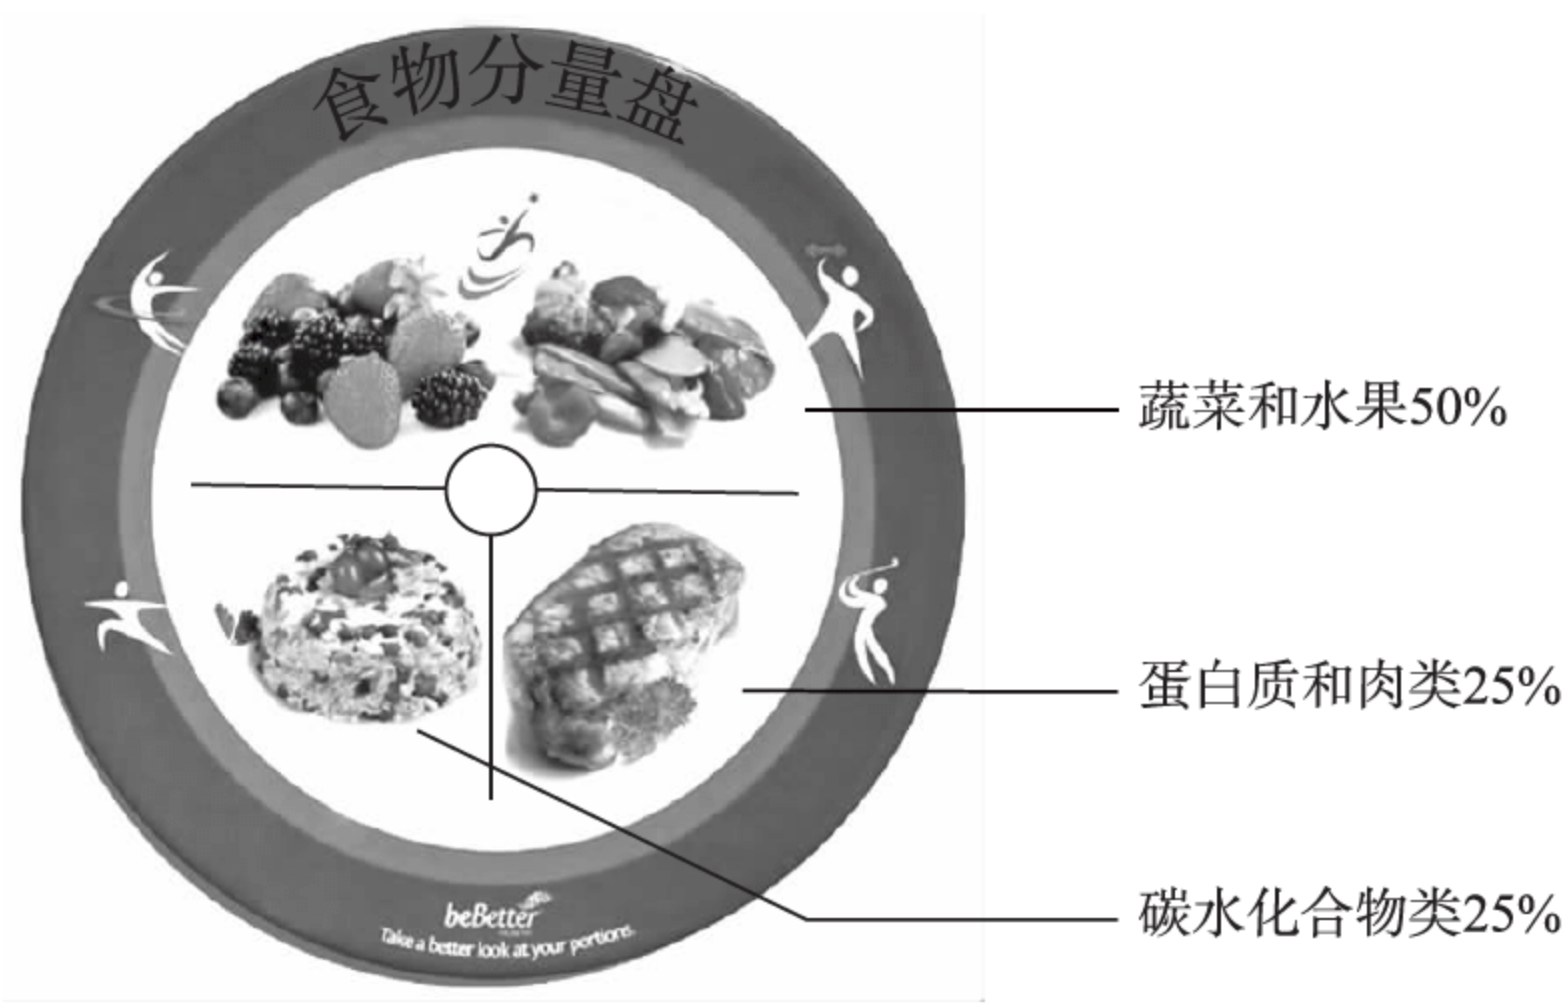 食物分量盘
蔬菜和水果50%
蛋白质和肉类25%
碳水化合物类25%
beBetter
Take a better look at your portions.